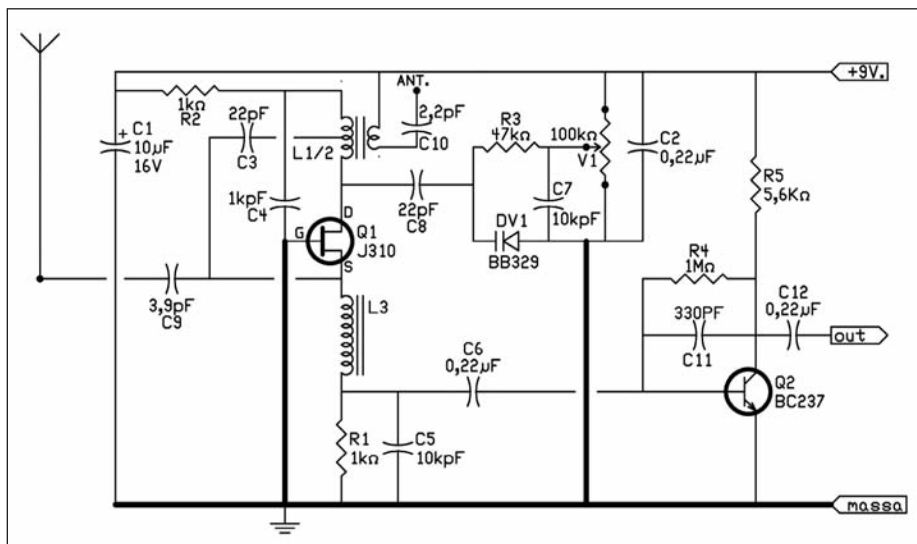 +9V.
ANT.
1kΩ
R2
22pF
C3
2,2pF
C10
R3
47kΩ
100kΩ
V1
C2
0,22µF
+
C1
10µF
16V
L1/2
R5
5,6KΩ
1kpF
C4
22pF
C8
C7
10kpF
D
G
Q1
J310
S
DV1
BB329
R4
1MΩ
3,9pF
C9
330PF
C11
C12
0,22µF
out
L3
C6
0,22µF
Q2
BC237
R1
1kΩ
C5
10kpF
massa